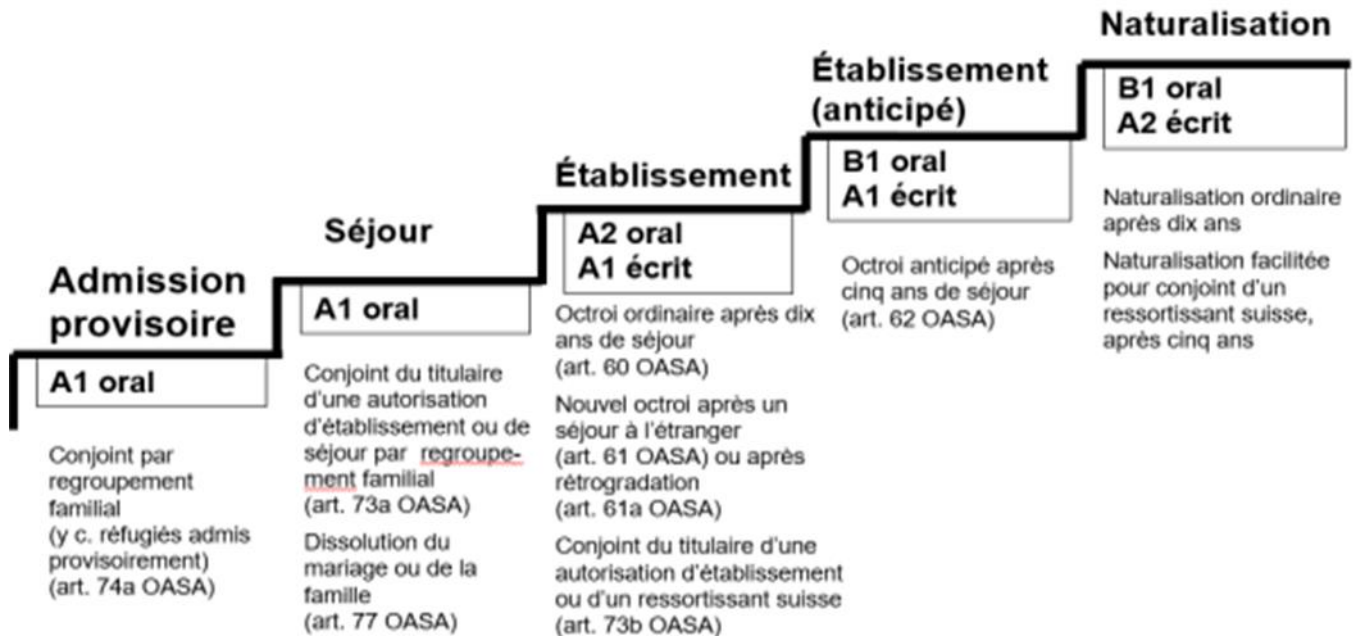 Admission
provisoire
A1 oral
Conjoint par
regroupement
familial
(y c. réfugiés admis
provisoirement)
(art. 74a OASA)
Séjour
A1 oral
Conjoint du titulaire
d'une autorisation
d'établissement ou de
séjour par regroupe-
ment familial
(art. 73a OASA)
Dissolution du
mariage ou de la
famille
(art. 77 OASA)
Établissement
A2 oral
A1 écrit
Octroi ordinaire après dix
ans de séjour
(art. 60 OASA)
Nouvel octroi après un
séjour à l'étranger
(art. 61 OASA) ou après
rétrogradation
(art. 61a OASA)
Conjoint du titulaire d'une
autorisation d'établissement
ou d'un ressortissant suisse
(art. 73b OASA)
Établissement
(anticipé)
B1 oral
A1 écrit
Octroi anticipé après
cinq ans de séjour
(art. 62 OASA)
Naturalisation
B1 oral
A2 écrit
Naturalisation ordinaire
après dix ans
Naturalisation facilitée
pour conjoint d'un
ressortissant suisse,
après cinq ans